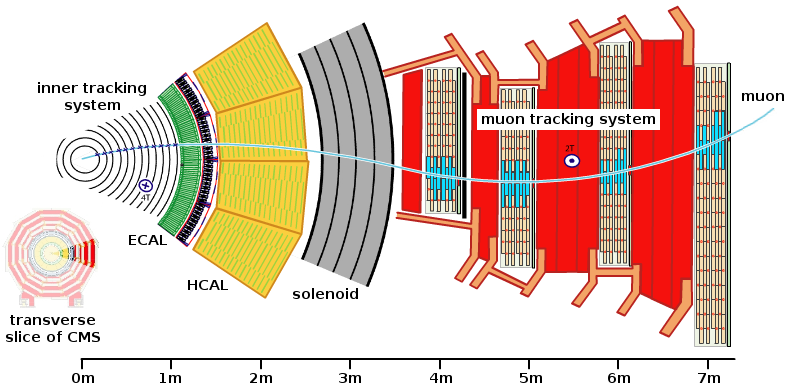 inner tracking
system
muon
muon tracking system
2T
4T
ECAL
HCAL
solenoid
transverse
slice of CMS
0m 1m 2m 3m 4m 5m 6m 7m